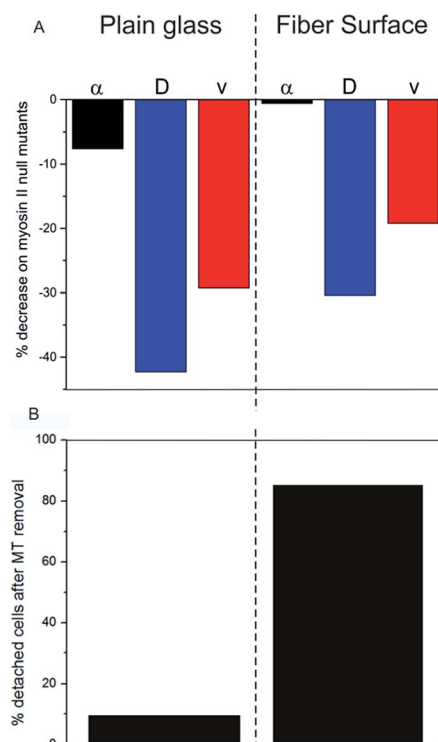 A
Plain glass
Fiber Surface
α D v α D v
0
-10
-20
-30
-40
% decrease on myosin II null mutants
B
100
80
60
40
20
0
% detached cells after MT removal